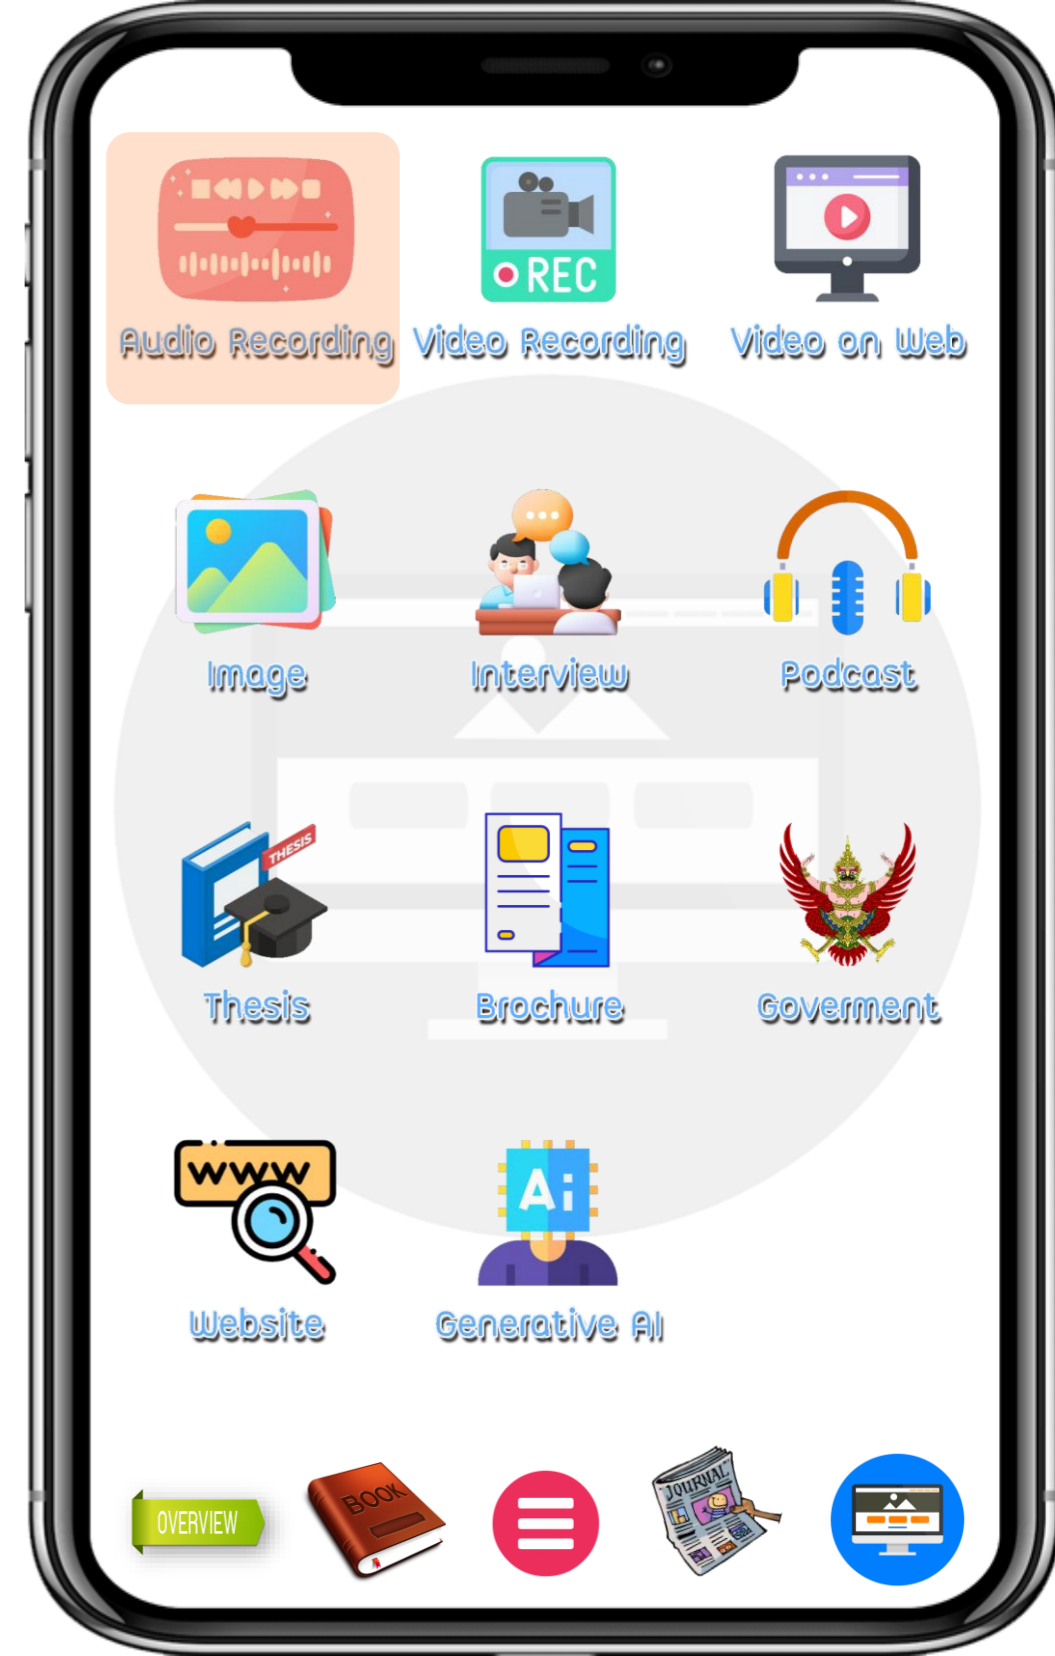 REC
Audio Recording
Video Recording
Video on Web
Image
Interview
Podcast
THESIS
Thesis
Brochure
Goverment
www
Ai
Website
Generative AI
OVERVIEW
BOOK
JOURNAL